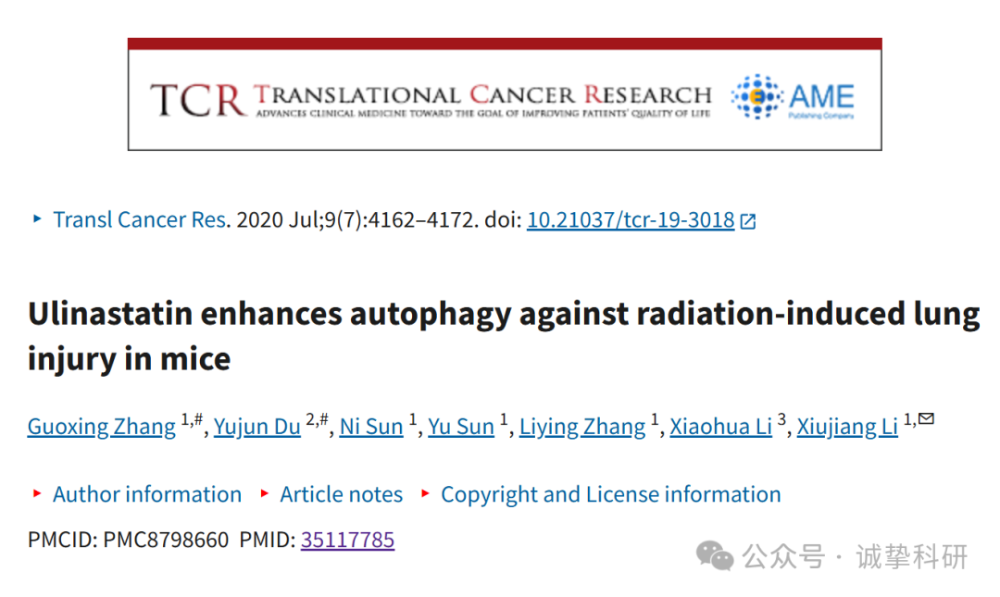 TCR TRANSLATIONAL CANCER RESEARCH
ADVANCES CLINICAL MEDICINE TOWARD THE GOAL OF IMPROVING PATIENTS' QUALITY OF LIFE
AME
Publishing Company
Transl Cancer Res. 2020 Jul;9(7):4162–4172. doi: 10.21037/tcr-19-3018
Ulinastatin enhances autophagy against radiation-induced lung
injury in mice
Guoxing Zhang 1,#, Yujun Du 2,#, Ni Sun 1, Yu Sun 1, Liying Zhang 1, Xiaohua Li 3, Xiujiang Li 1,✉
Author information Article notes Copyright and License information
PMCID: PMC8798660 PMID: 35117785
公众号 · 诚挚科研